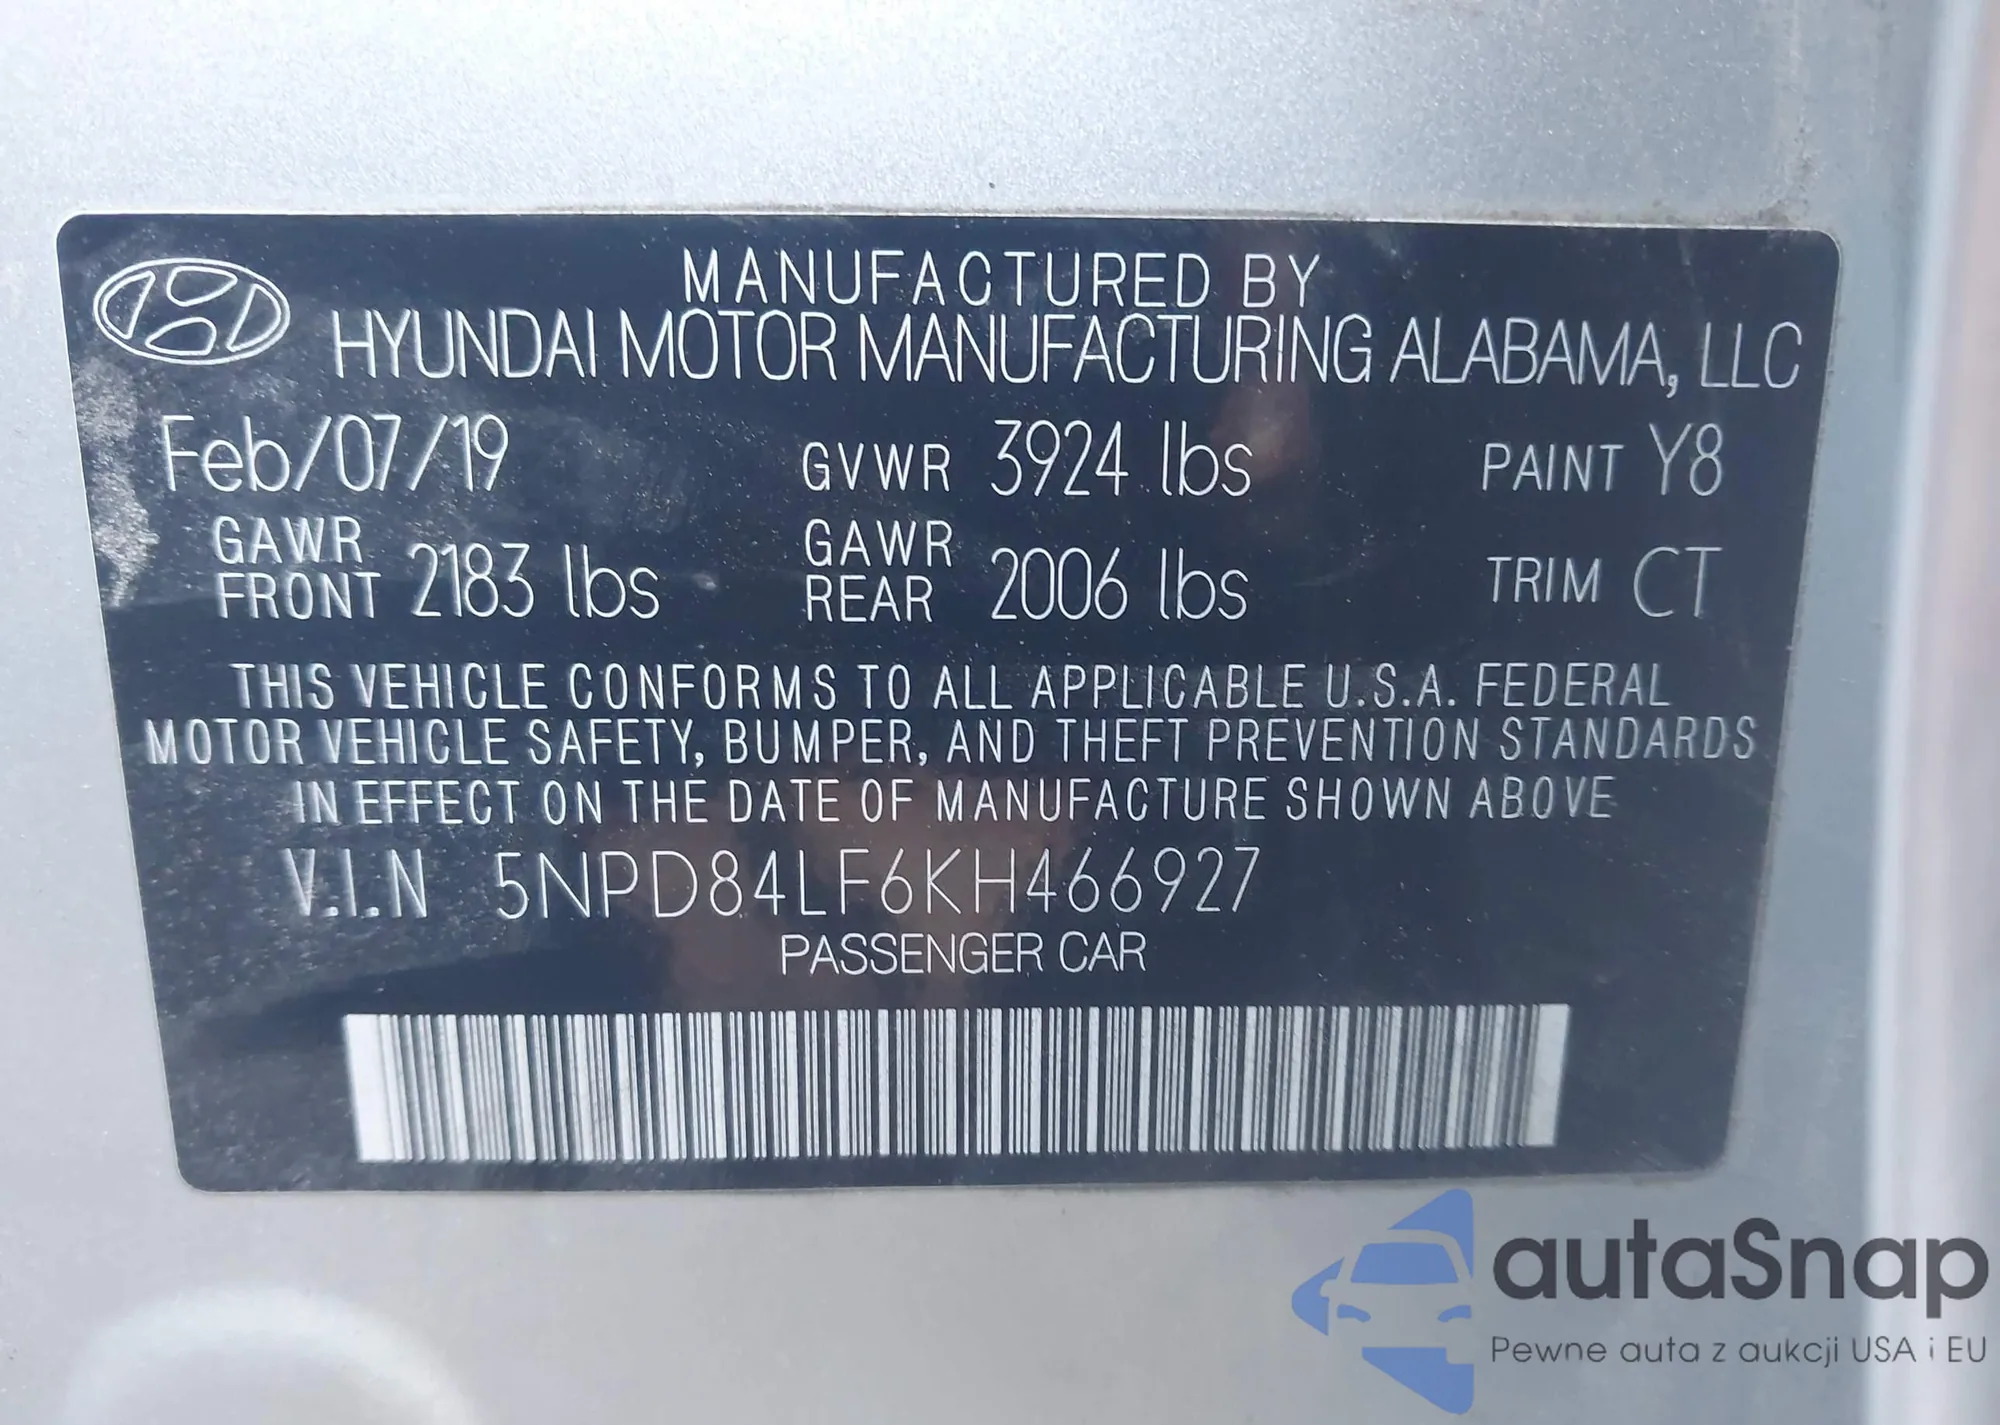 MANUFACTURED BY
HYUNDAI MOTOR MANUFACTURING ALABAMA, LLC
Feb/07/19 GVWR 3924 lbs PAINT Y8
GAWR FRONT 2183 lbs GAWR REAR 2006 lbs TRIM CT
THIS VEHICLE CONFORMS TO ALL APPLICABLE U.S.A. FEDERAL
MOTOR VEHICLE SAFETY, BUMPER, AND THEFT PREVENTION STANDARDS
IN EFFECT ON THE DATE OF MANUFACTURE SHOWN ABOVE
V.I.N 5NPD84LF6KH466927
PASSENGER CAR
autaSnap
Pewne auta z aukcji USA i EU